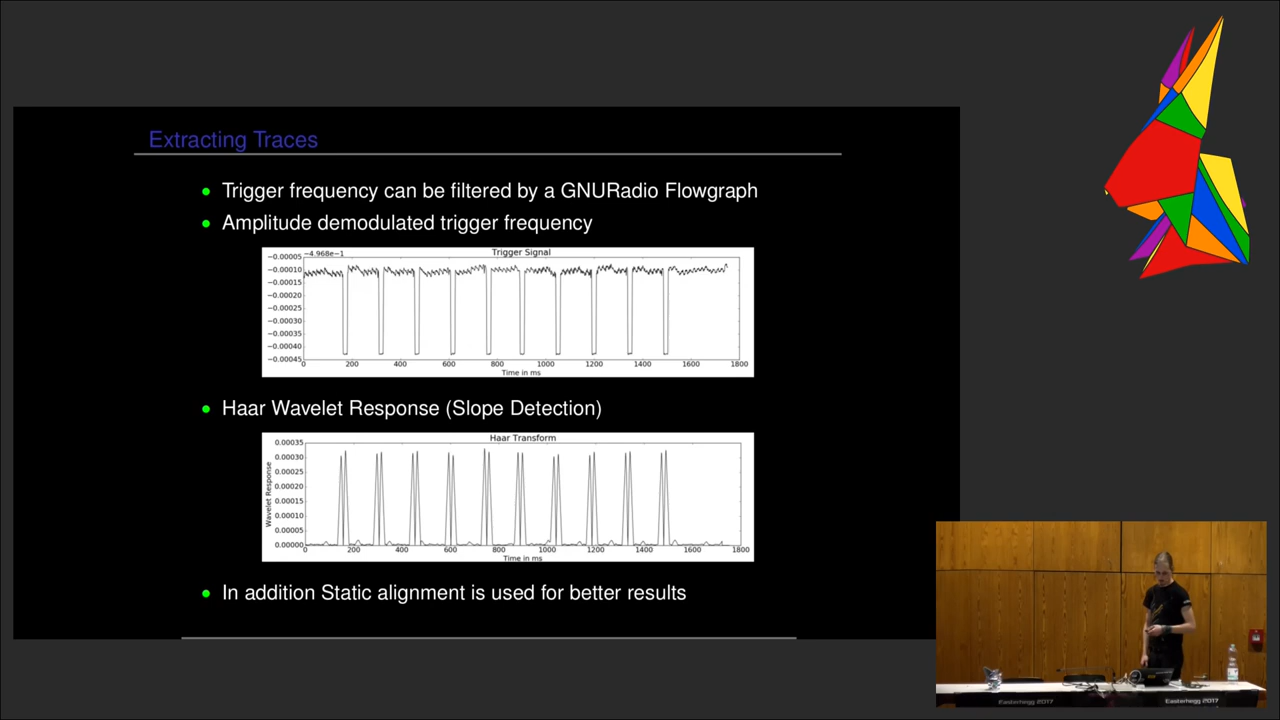 Extracting Traces
Trigger frequency can be filtered by a GNURadio Flowgraph
Amplitude demodulated trigger frequency
Trigger Signal
−4.968e−1
−0.00005
−0.00010
−0.00015
−0.00020
−0.00025
−0.00030
−0.00035
−0.00040
−0.00045
0 200 400 600 800 1000 1200 1400 1600 1800
Time in ms
Haar Wavelet Response (Slope Detection)
Haar Transform
Wavelet Response
0.00035
0.00030
0.00025
0.00020
0.00015
0.00010
0.00005
0.00000
0 200 400 600 800 1000 1200 1400 1600 1800
Time in ms
In addition Static alignment is used for better results
Easterhegg 2017
Easterhegg 2017